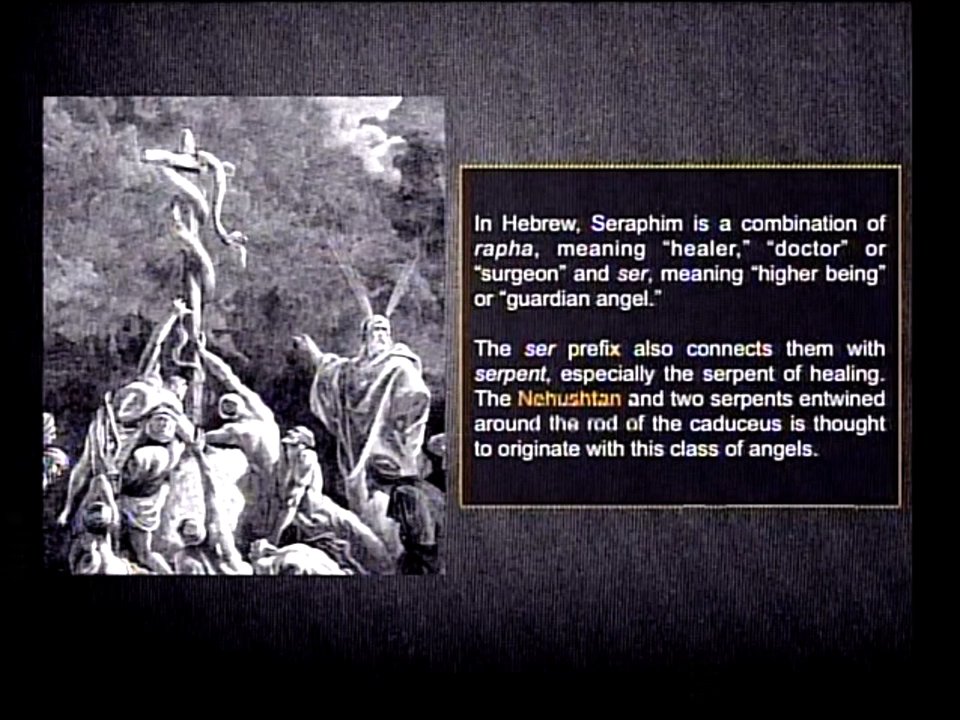 In Hebrew, Seraphim is a combination of
rapha, meaning “healer,” “doctor” or
“surgeon” and ser, meaning “higher being”
or “guardian angel.”
The ser prefix also connects them with
serpent, especially the serpent of healing.
The Nehushtan and two serpents entwined
around the rod of the caduceus is thought
to originate with this class of angels.